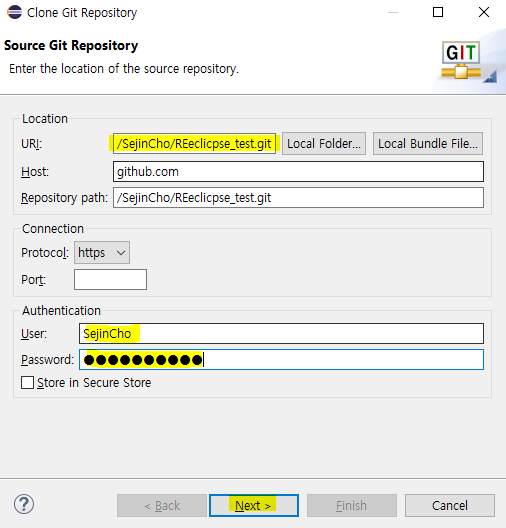 Clone Git Repository
Source Git Repository
Enter the location of the source repository.
GIT
Location
URI: /SejinCho/REeclicpse_test.git Local Folder... Local Bundle File...
Host: github.com
Repository path: /SejinCho/REeclicpse_test.git
Connection
Protocol: https
Port:
Authentication
User: SejinCho
Password: ●●●●●●●●●●
Store in Secure Store
? < Back Next > Finish Cancel